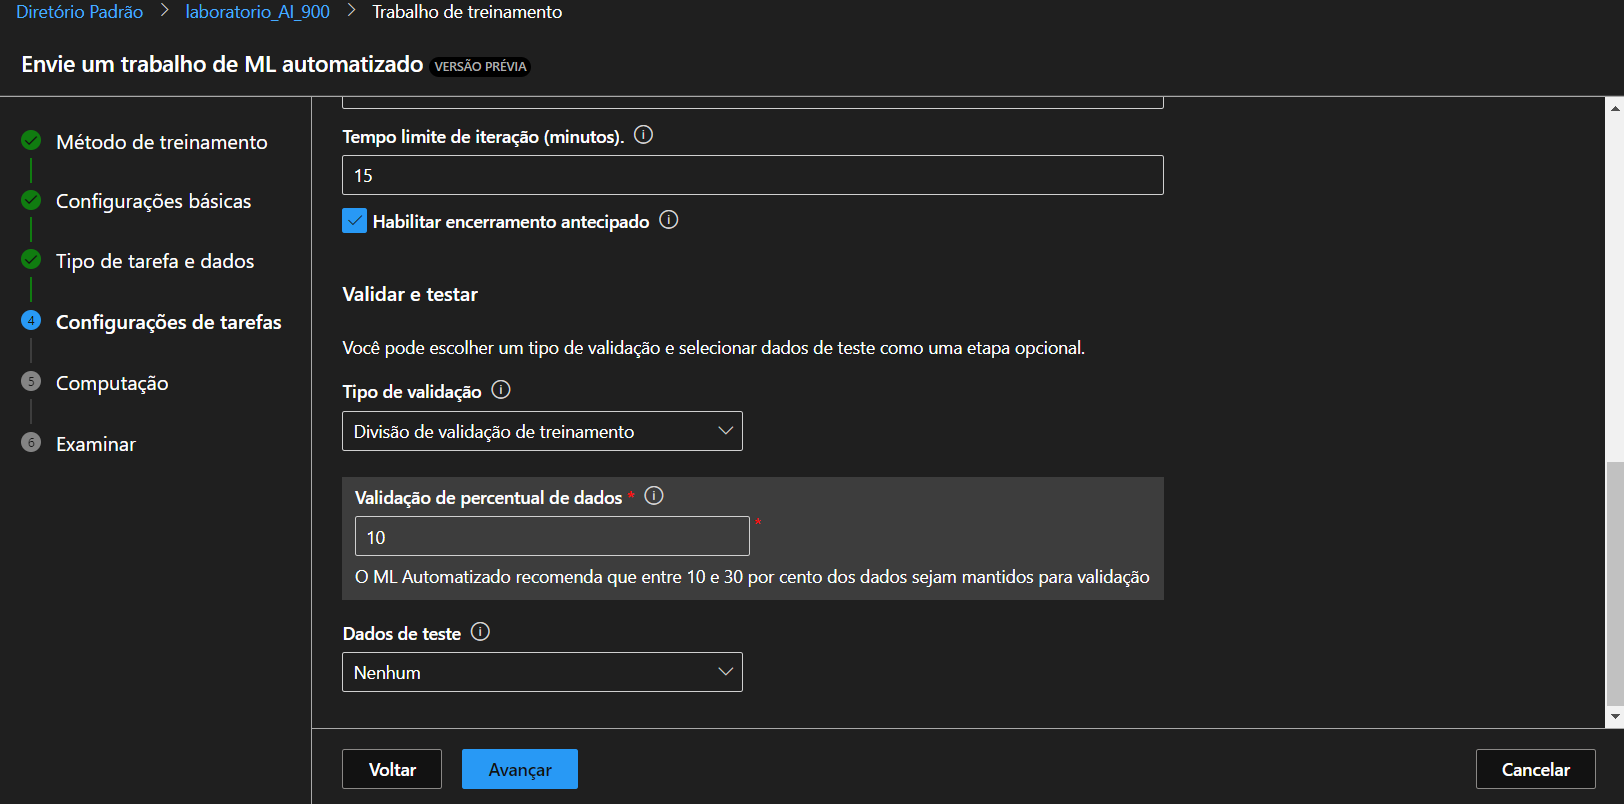 Diretório Padrão > laboratorio_AI_900 > Trabalho de treinamento
Envie um trabalho de ML automatizado VERSÃO PRÉVIA
Método de treinamento
Configurações básicas
Tipo de tarefa e dados
4 Configurações de tarefas
5 Computação
6 Examinar
Tempo limite de iteração (minutos).
15
Habilitar encerramento antecipado
Validar e testar
Você pode escolher um tipo de validação e selecionar dados de teste como uma etapa opcional.
Tipo de validação
Divisão de validação de treinamento
Validação de percentual de dados *
10 *
O ML Automatizado recomenda que entre 10 e 30 por cento dos dados sejam mantidos para validação
Dados de teste
Nenhum
Voltar Avançar Cancelar